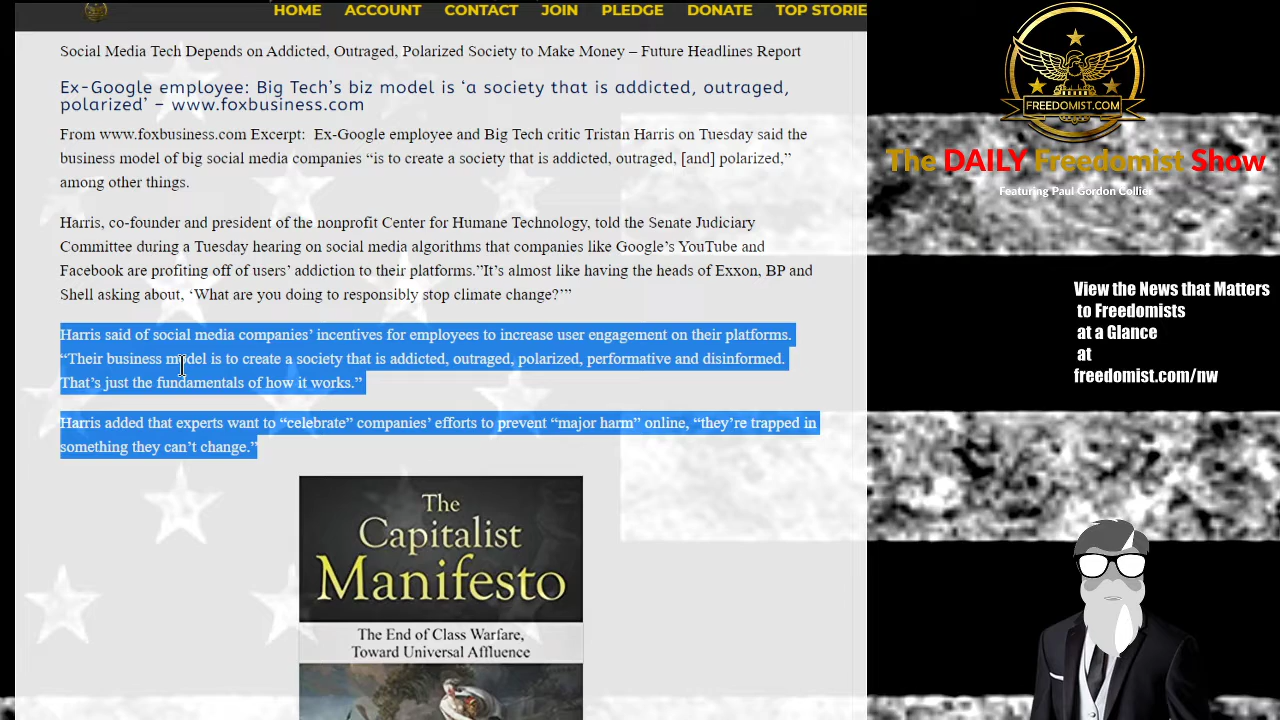 HOME ACCOUNT CONTACT JOIN PLEDGE DONATE TOP STORIE
Social Media Tech Depends on Addicted, Outraged, Polarized Society to Make Money – Future Headlines Report
Ex-Google employee: Big Tech’s biz model is ‘a society that is addicted, outraged,
polarized’ – www.foxbusiness.com
From www.foxbusiness.com Excerpt:  Ex-Google employee and Big Tech critic Tristan Harris on Tuesday said the
business model of big social media companies “is to create a society that is addicted, outraged, [and] polarized,”
among other things.
Harris, co-founder and president of the nonprofit Center for Humane Technology, told the Senate Judiciary
Committee during a Tuesday hearing on social media algorithms that companies like Google’s YouTube and
Facebook are profiting off of users’ addiction to their platforms.”It’s almost like having the heads of Exxon, BP and
Shell asking about, ‘What are you doing to responsibly stop climate change?’”
Harris said of social media companies’ incentives for employees to increase user engagement on their platforms.
“Their business model is to create a society that is addicted, outraged, polarized, performative and disinformed.
That’s just the fundamentals of how it works.”
Harris added that experts want to “celebrate” companies’ efforts to prevent “major harm” online, “they’re trapped in
something they can’t change.”
The
Capitalist
Manifesto
The End of Class Warfare,
Toward Universal Affluence
FREEDOMIST.COM
The DAILY Freedomist Show
Featuring Paul Gordon Collier
View the News that Matters
to Freedomists
at a Glance
at
freedomist.com/nw